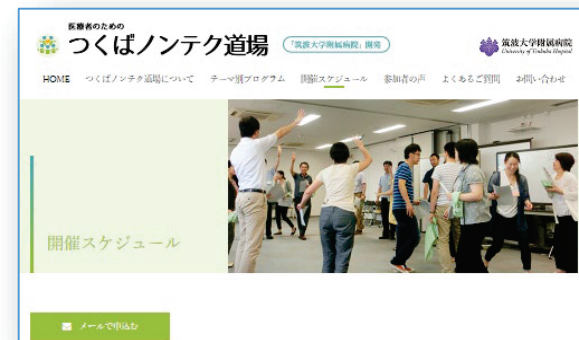 医療者のための
つくばノンテク道場
「筑波大学附属病院」開発
筑波大学附属病院
University of Tsukuba Hospital
HOME つくばノンテク道場について テーマ別プログラム 開催スケジュール 参加者の声 よくあるご質問 お問い合わせ
開催スケジュール
メールで申込む